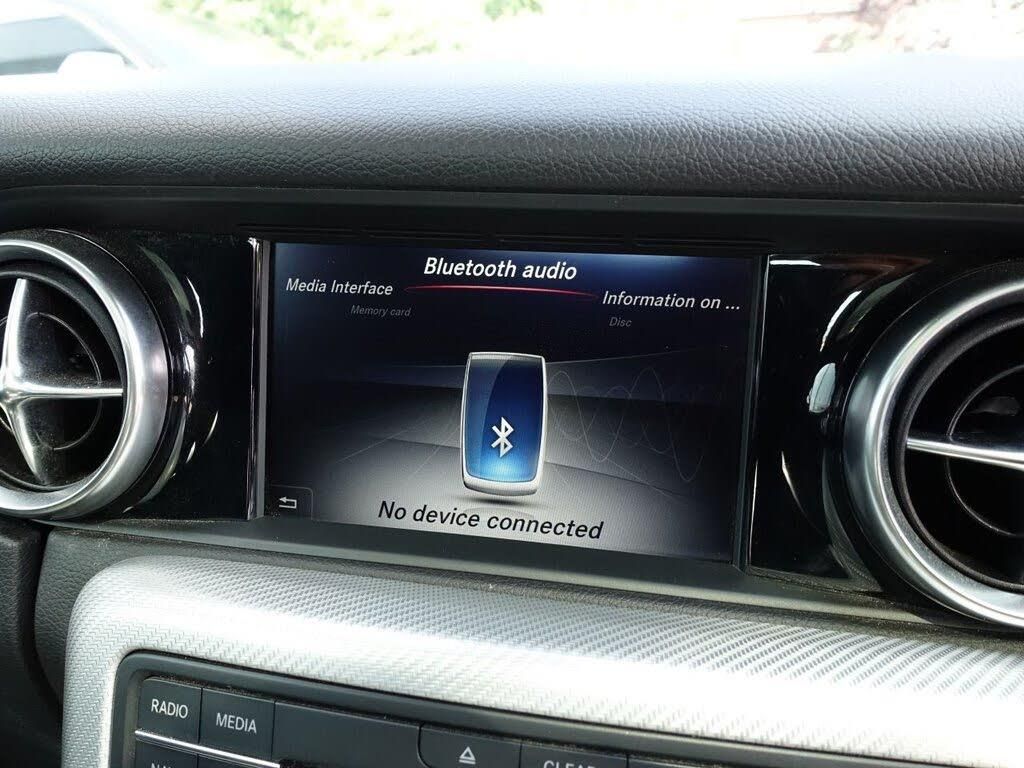 Bluetooth audio
Media Interface
Information on ...
Memory card
Disc
No device connected
RADIO
MEDIA